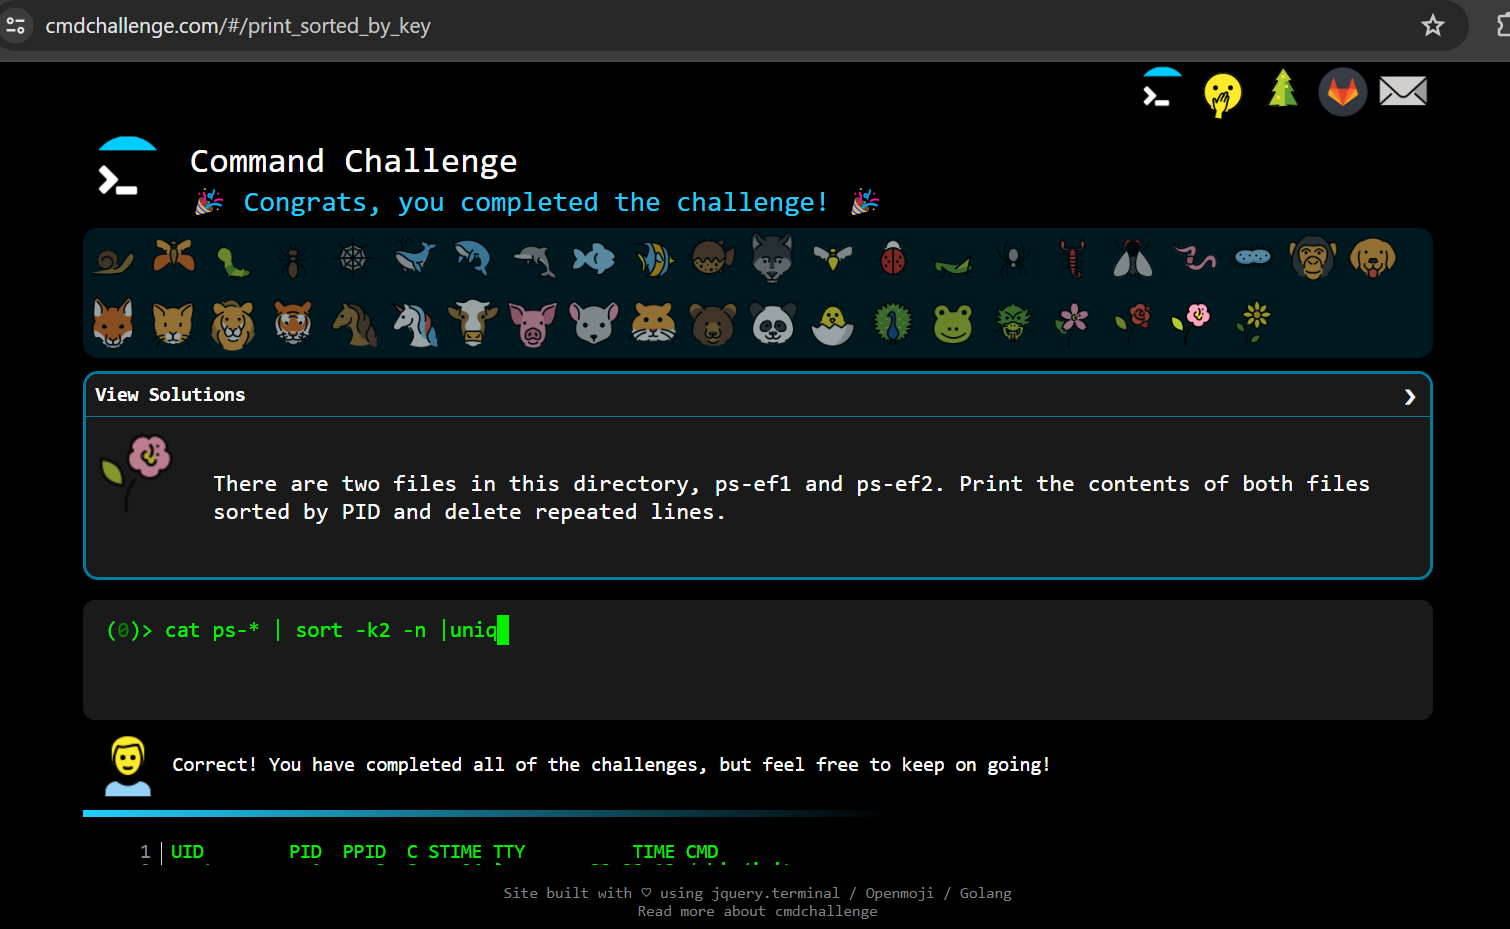 cmdchallenge.com/#/print_sorted_by_key
Command Challenge
Congrats, you completed the challenge!
View Solutions
There are two files in this directory, ps-ef1 and ps-ef2. Print the contents of both files
sorted by PID and delete repeated lines.
(0)> cat ps-* | sort -k2 -n |uniq
Correct! You have completed all of the challenges, but feel free to keep on going!
1 UID PID PPID C STIME TTY TIME CMD
Site built with ♡ using jquery.terminal / Openmoji / Golang
Read more about cmdchallenge